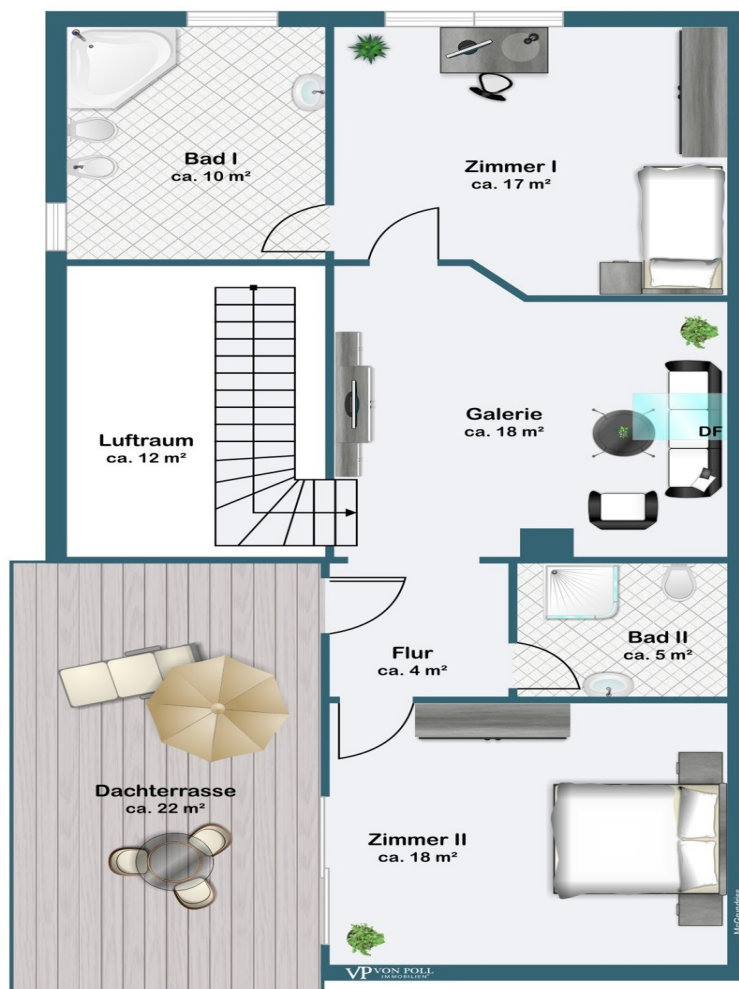 Bad I
ca. 10 m²
Zimmer I
ca. 17 m²
Luftraum
ca. 12 m²
Galerie
ca. 18 m²
DF
Flur
ca. 4 m²
Bad II
ca. 5 m²
Dachterrasse
ca. 22 m²
Zimmer II
ca. 18 m²
McGrundriss
VP VON POLL
IMMOBILIEN®